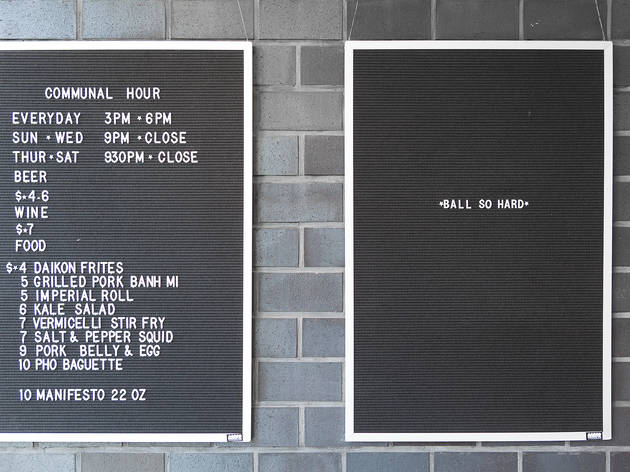 COMMUNAL HOUR
EVERYDAY 3PM * 6PM
SUN * WED 9PM * CLOSE
THUR * SAT 930PM * CLOSE
BEER
$*4-6
WINE
$*7
FOOD
$*4 DAIKON FRITES
5 GRILLED PORK BANH MI
5 IMPERIAL ROLL
6 KALE SALAD
7 VERMICELLI STIR FRY
7 SALT & PEPPER SQUID
9 PORK BELLY & EGG
10 PHO BAGUETTE
10 MANIFESTO 22 OZ
*BALL SO HARD*